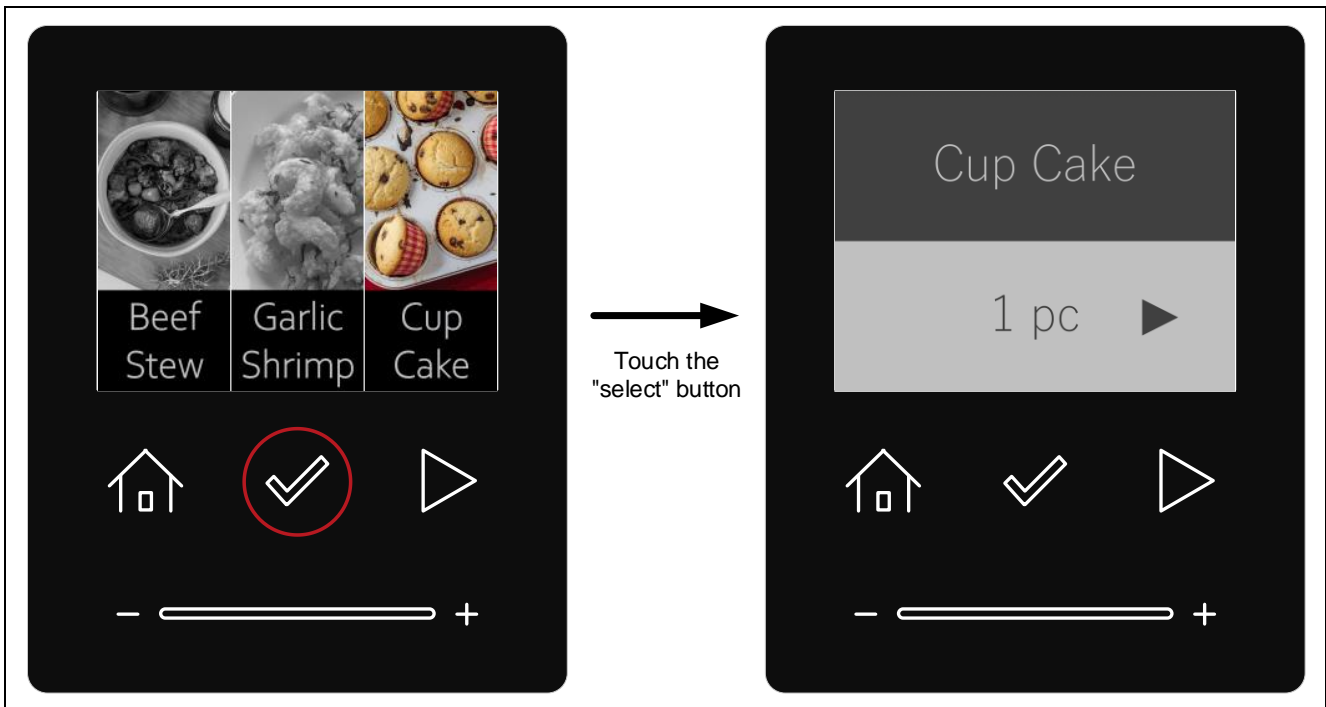 Beef
Stew
Garlic
Shrimp
Cup
Cake
- +
Touch the
"select" button
Cup Cake
1 pc
- +